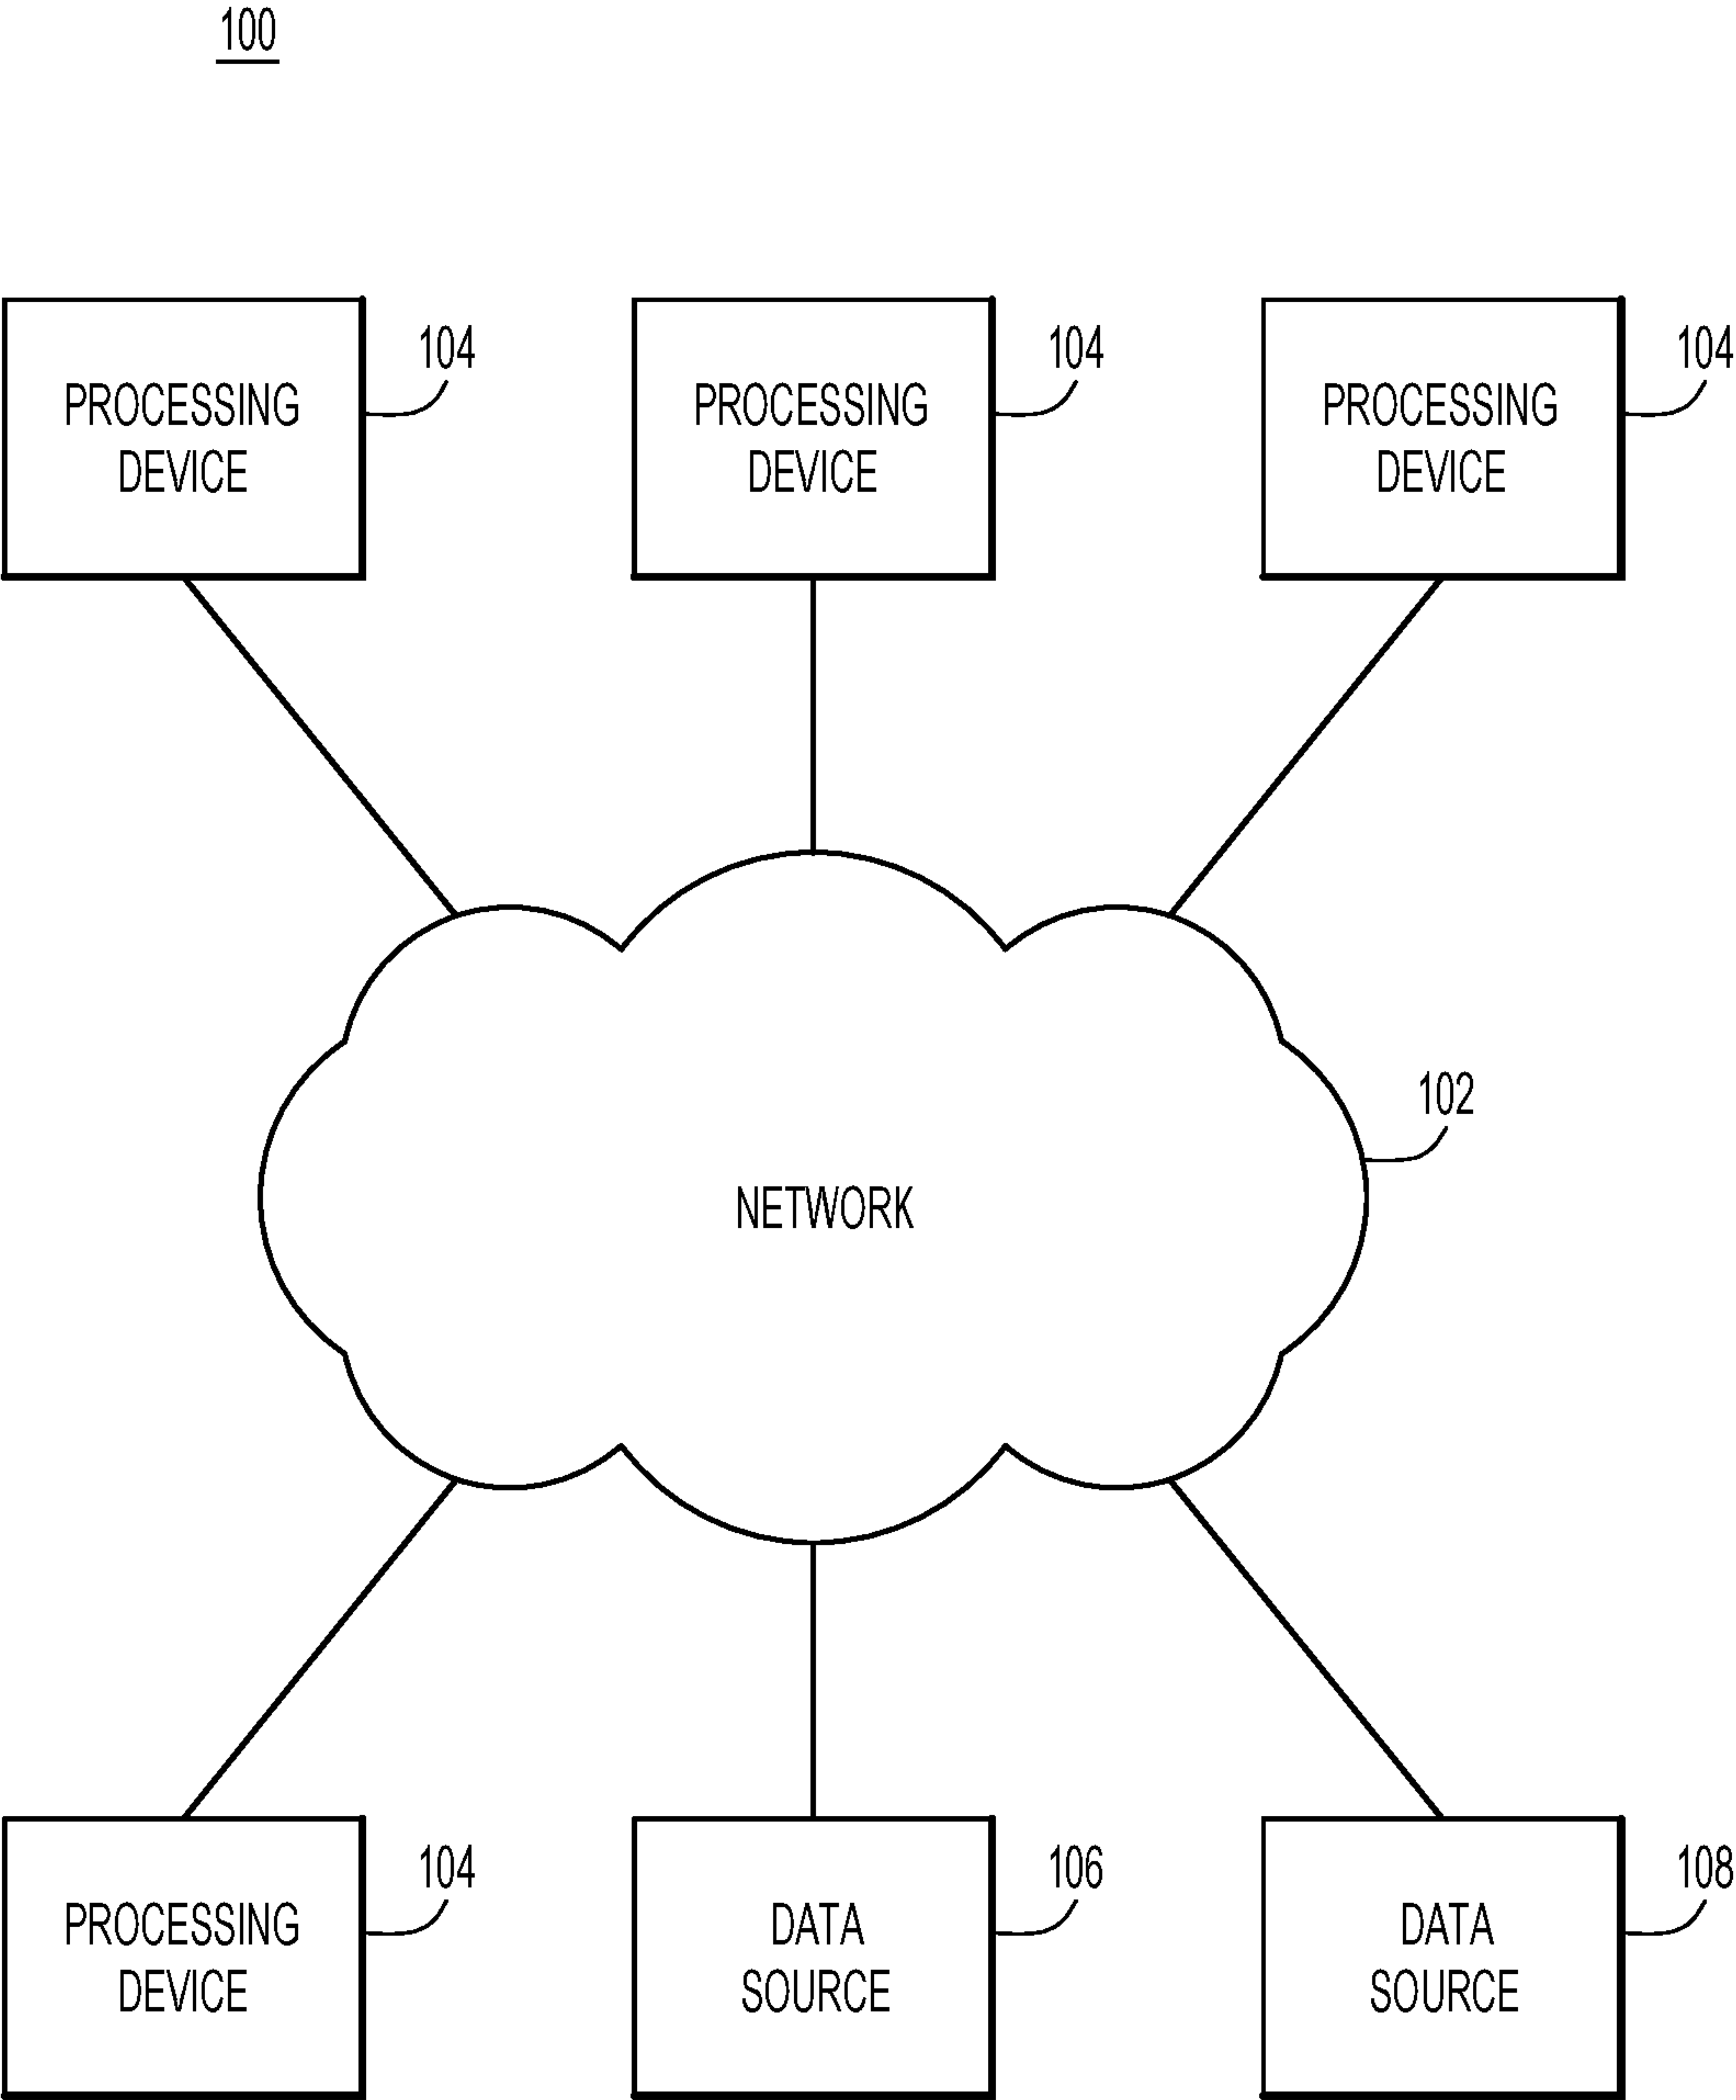 100
104
104
104
PROCESSING
DEVICE
PROCESSING
DEVICE
PROCESSING
DEVICE
102
NETWORK
104
106
108
PROCESSING
DEVICE
DATA
SOURCE
DATA
SOURCE